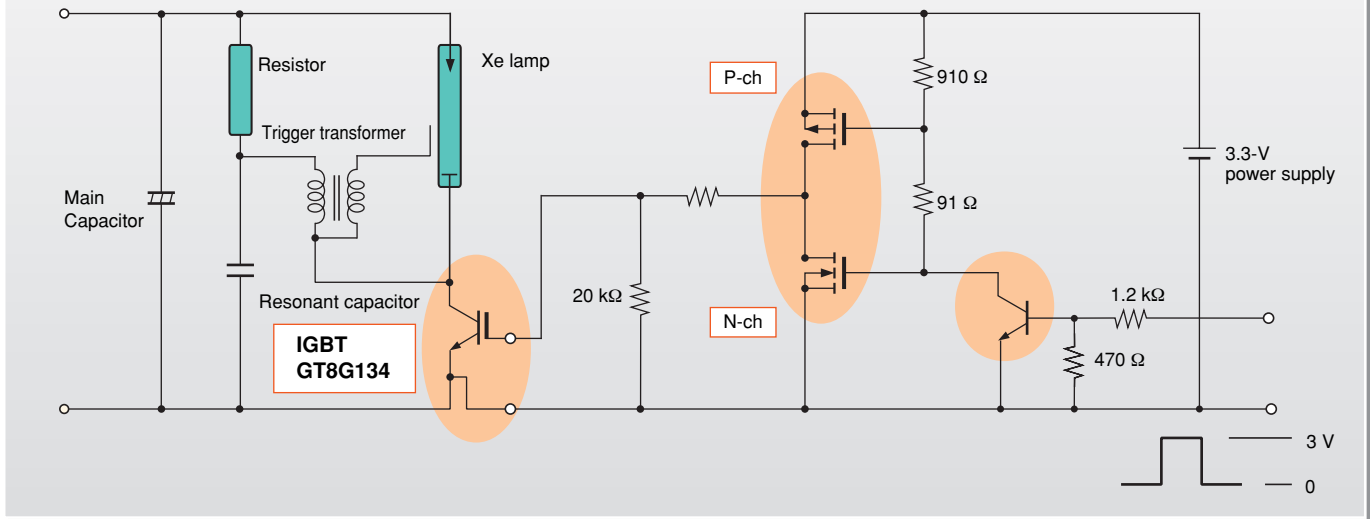 Resistor
Xe lamp
P-ch
910 Ω
Trigger transformer
3.3-V
power supply
Main
Capacitor
91 Ω
Resonant capacitor
20 kΩ
N-ch
1.2 kΩ
IGBT
GT8G134
470 Ω
3 V
0